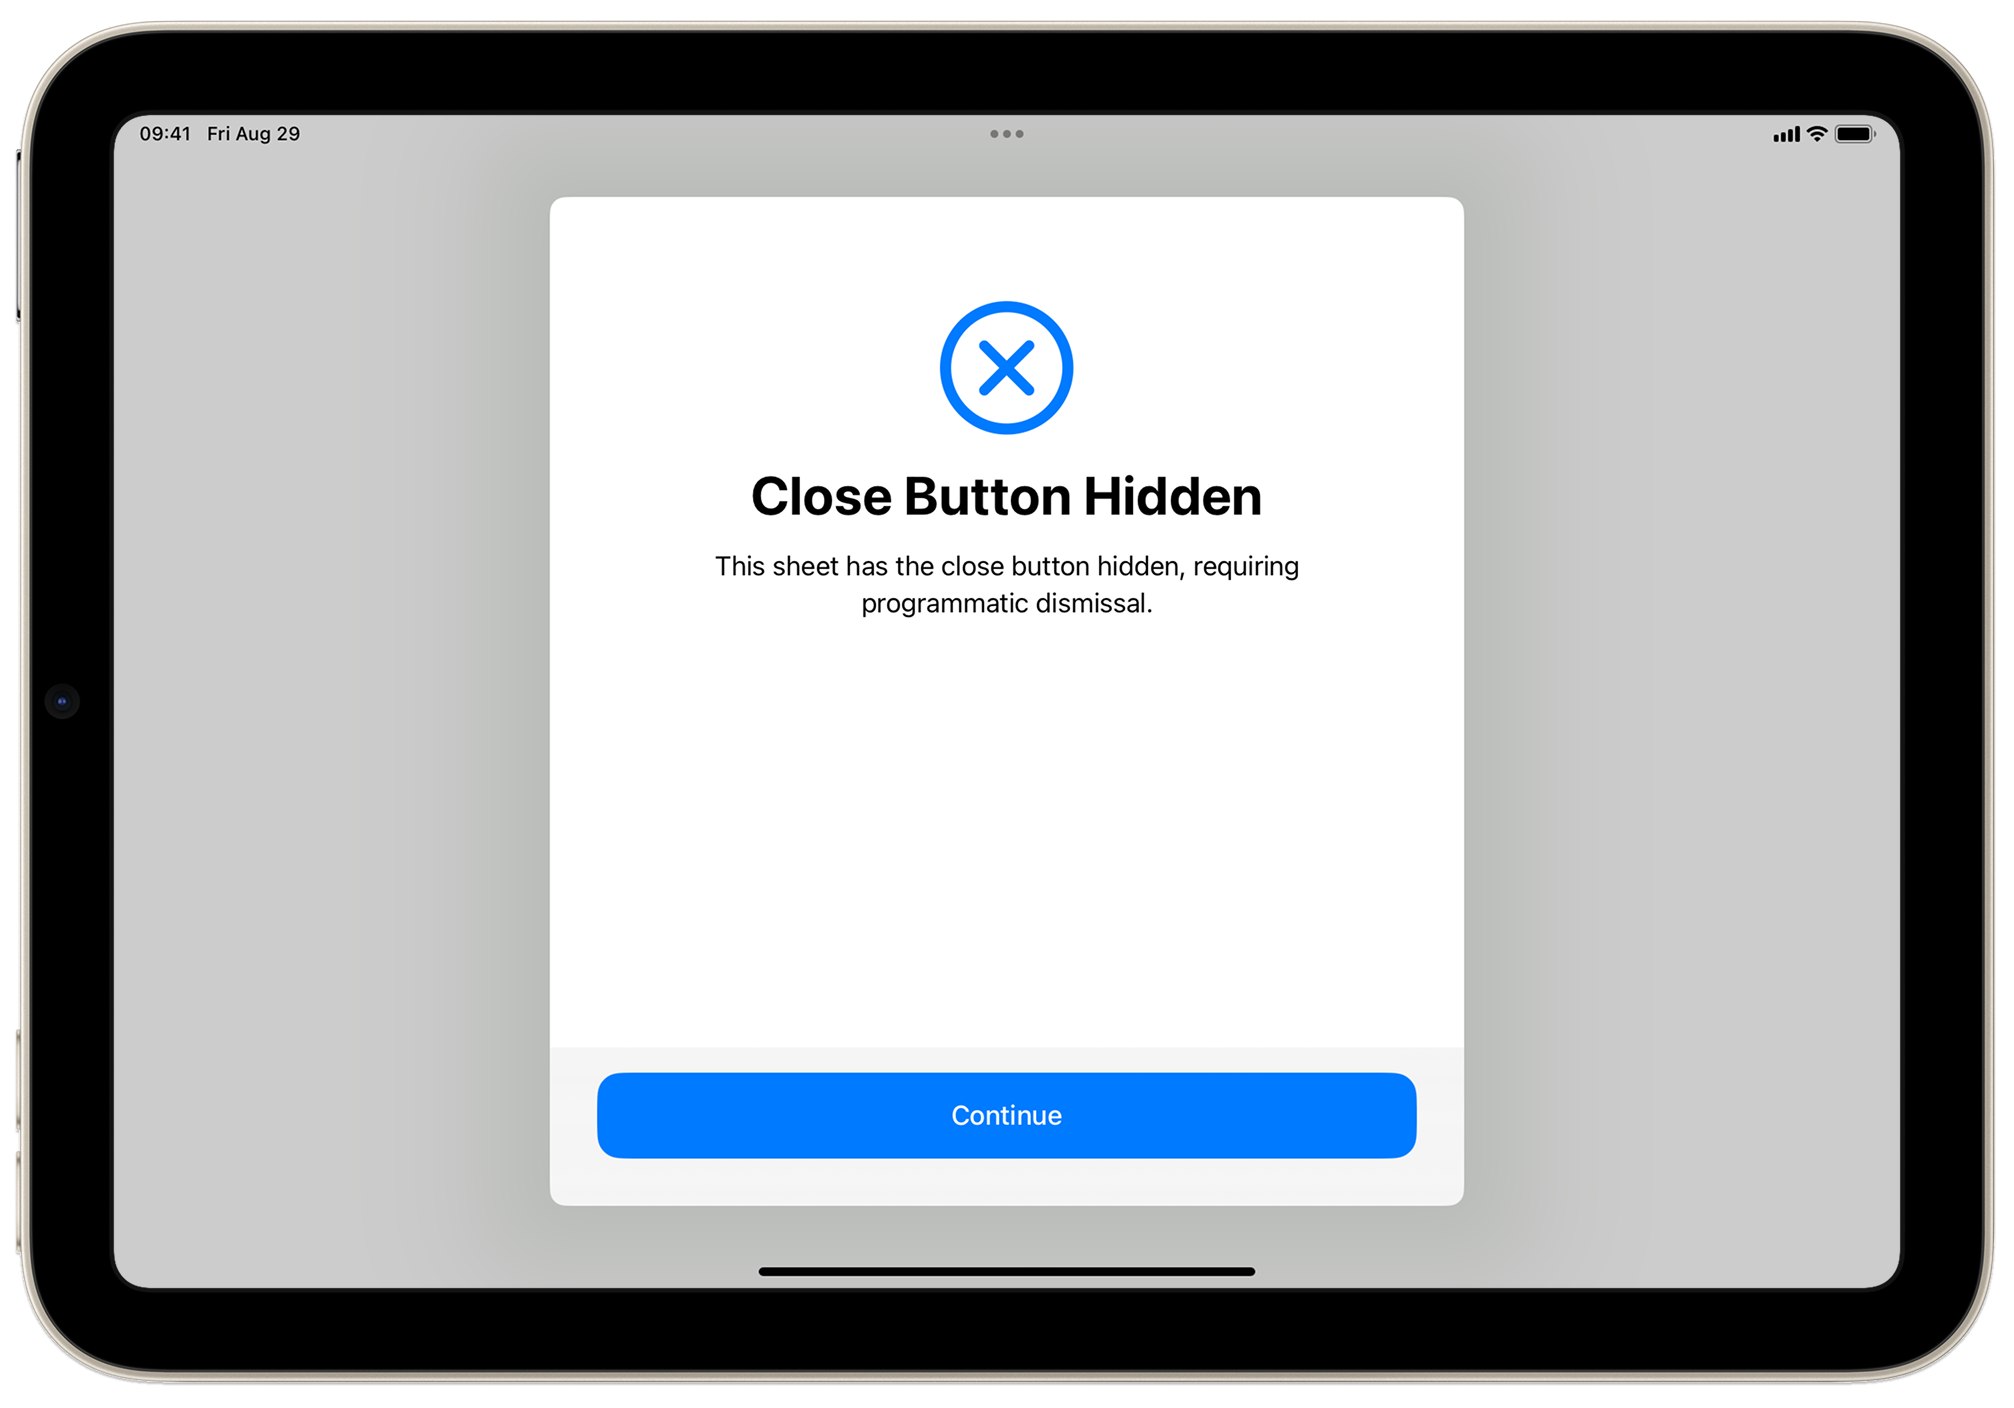 09:41 Fri Aug 29
Close Button Hidden
This sheet has the close button hidden, requiring
programmatic dismissal.
Continue